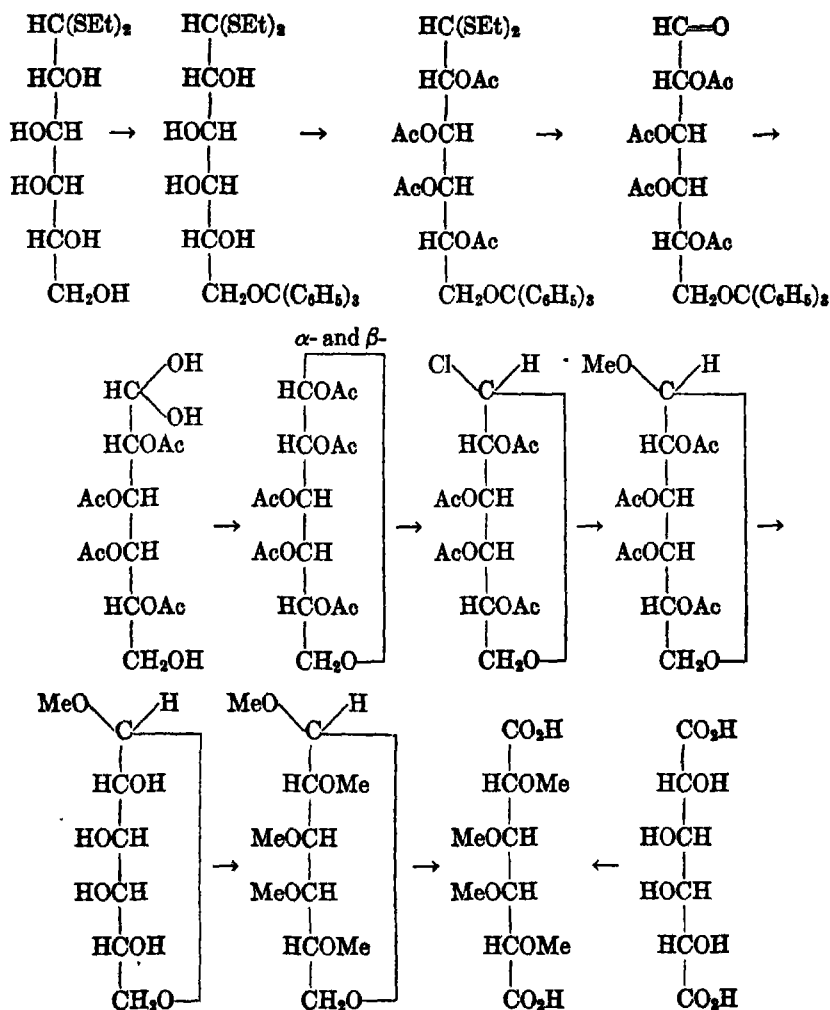 HC(SEt)₂ HC(SEt)₂ HC(SEt)₂ HC=O
HCOH HCOH HCOAc HCOAc
HOCH → HOCH → AcOCH → AcOCH →
HOCH HOCH AcOCH AcOCH
HCOH HCOH HCOAc HCOAc
CH₂OH CH₂OC(C₆H₅)₃ CH₂OC(C₆H₅)₃ CH₂OC(C₆H₅)₃
α- and β-
OH Cl H MeO H
HC HCOAc C C
OH
HCOAc HCOAc HCOAc HCOAc
AcOCH AcOCH AcOCH AcOCH
→ → → →
AcOCH AcOCH AcOCH AcOCH
HCOAc HCOAc HCOAc HCOAc
CH₂OH CH₂O CH₂O CH₂O
MeO H MeO H
C C CO₂H CO₂H
HCOH HCOMe HCOMe HCOH
HOCH MeOCH MeOCH HOCH
→ → ←
HOCH MeOCH MeOCH HOCH
HCOH HCOMe HCOMe HCOH
CH₂O CH₂O CO₂H CO₂H